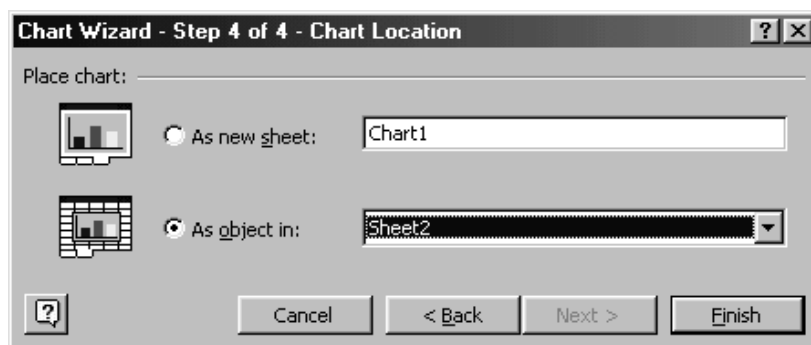 Chart Wizard - Step 4 of 4 - Chart Location
Place chart:
As new sheet: Chart1
As object in: Sheet2
Cancel < Back Next > Finish